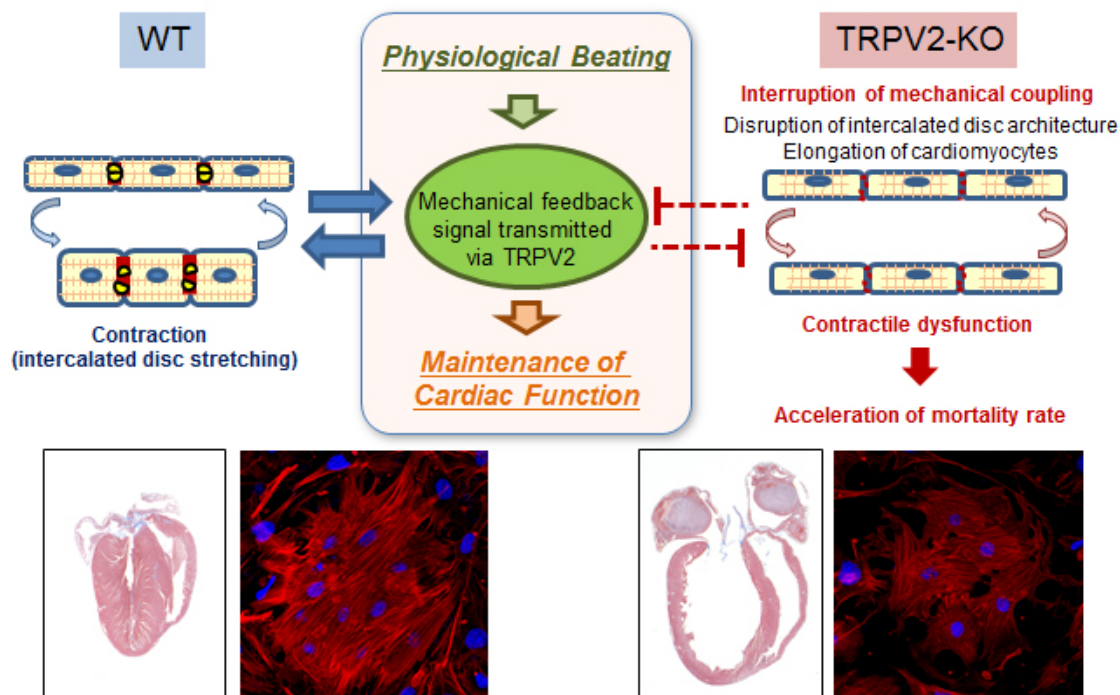 WT
Physiological Beating
TRPV2-KO
Interruption of mechanical coupling
Disruption of intercalated disc architecture
Elongation of cardiomyocytes
Mechanical feedback
signal transmitted
via TRPV2
Contraction
(intercalated disc stretching)
Maintenance of
Cardiac Function
Contractile dysfunction
Acceleration of mortality rate